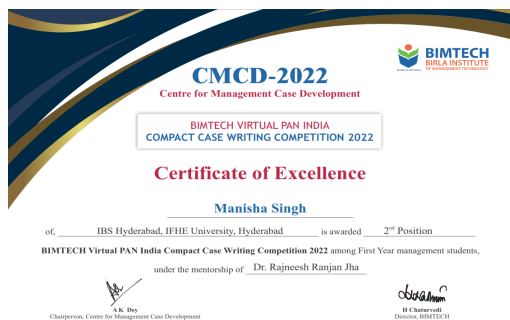 BIMTECH
BIRLA INSTITUTE
OF MANAGEMENT TECHNOLOGY
CMCD-2022
Centre for Management Case Development
BIMTECH VIRTUAL PAN INDIA
COMPACT CASE WRITING COMPETITION 2022
Certificate of Excellence
Manisha Singh
of, IBS Hyderabad, IFHE University, Hyderabad is awarded 2nd Position
BIMTECH Virtual PAN India Compact Case Writing Competition 2022 among First Year management students,
under the mentorship of Dr. Rajneesh Ranjan Jha
A K Dey
Chairperson, Centre for Management Case Development
H Chaturvedi
Director, BIMTECH